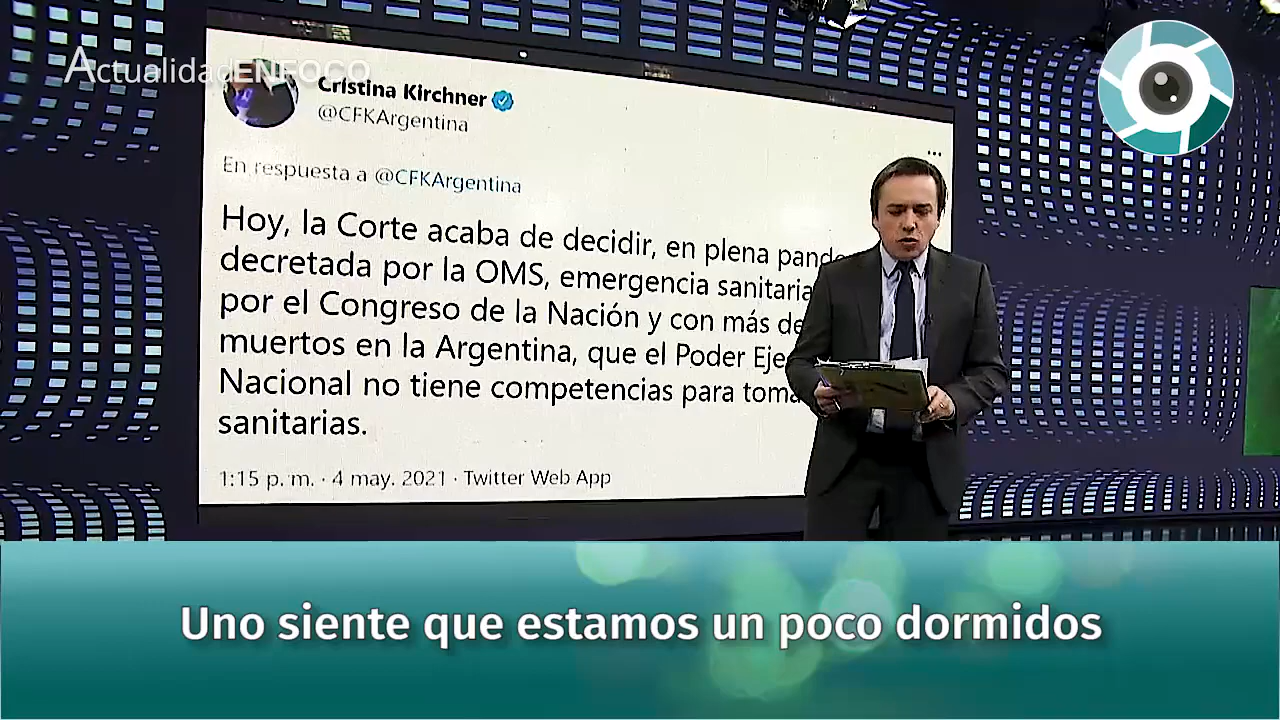 ActualidadENFOCO
Cristina Kirchner
@CFKArgentina
En respuesta a @CFKArgentina
Hoy, la Corte acaba de decidir, en plena
decretada por la OMS, emergencia sanitaria
por el Congreso de la Nación y con más de
muertos en la Argentina, que el Poder
Nacional no tiene competencias para
sanitarias.
1:15 p. m. · 4 may. 2021 · Twitter Web App
Uno siente que estamos un poco dormidos